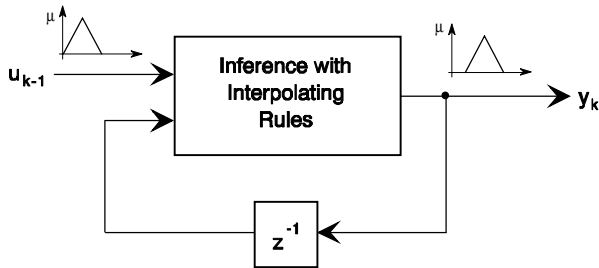 μ
μ
Inference with
Interpolating
Rules
u_{k-1}
y_k
z^{-1}